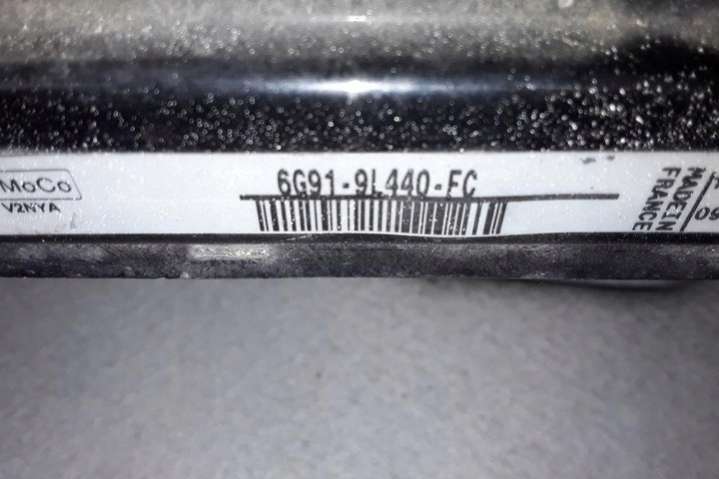 MoCo
V2NYA
6G91-9L440-FC
MADE IN
FRANCE